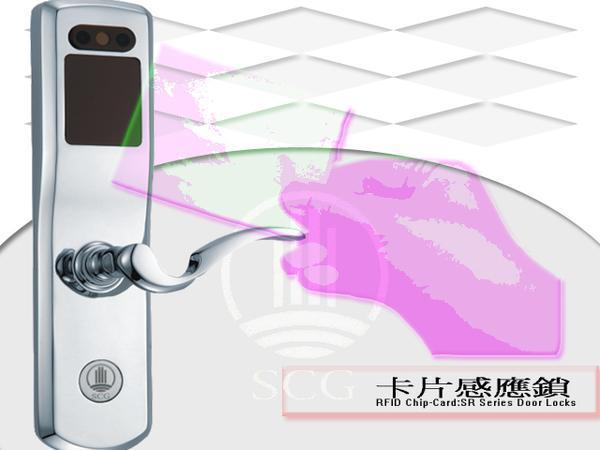 SCG
SCG
卡片感應鎖
RFID Chip-Card:SR Series Door Locks